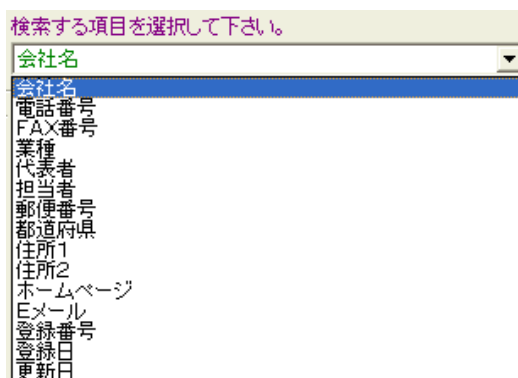 検索する項目を選択して下さい。
会社名
会社名
電話番号
FAX番号
業種
代表者
担当者
郵便番号
都道府県
住所1
住所2
ホームページ
Eメール
登録番号
登録日
更新日